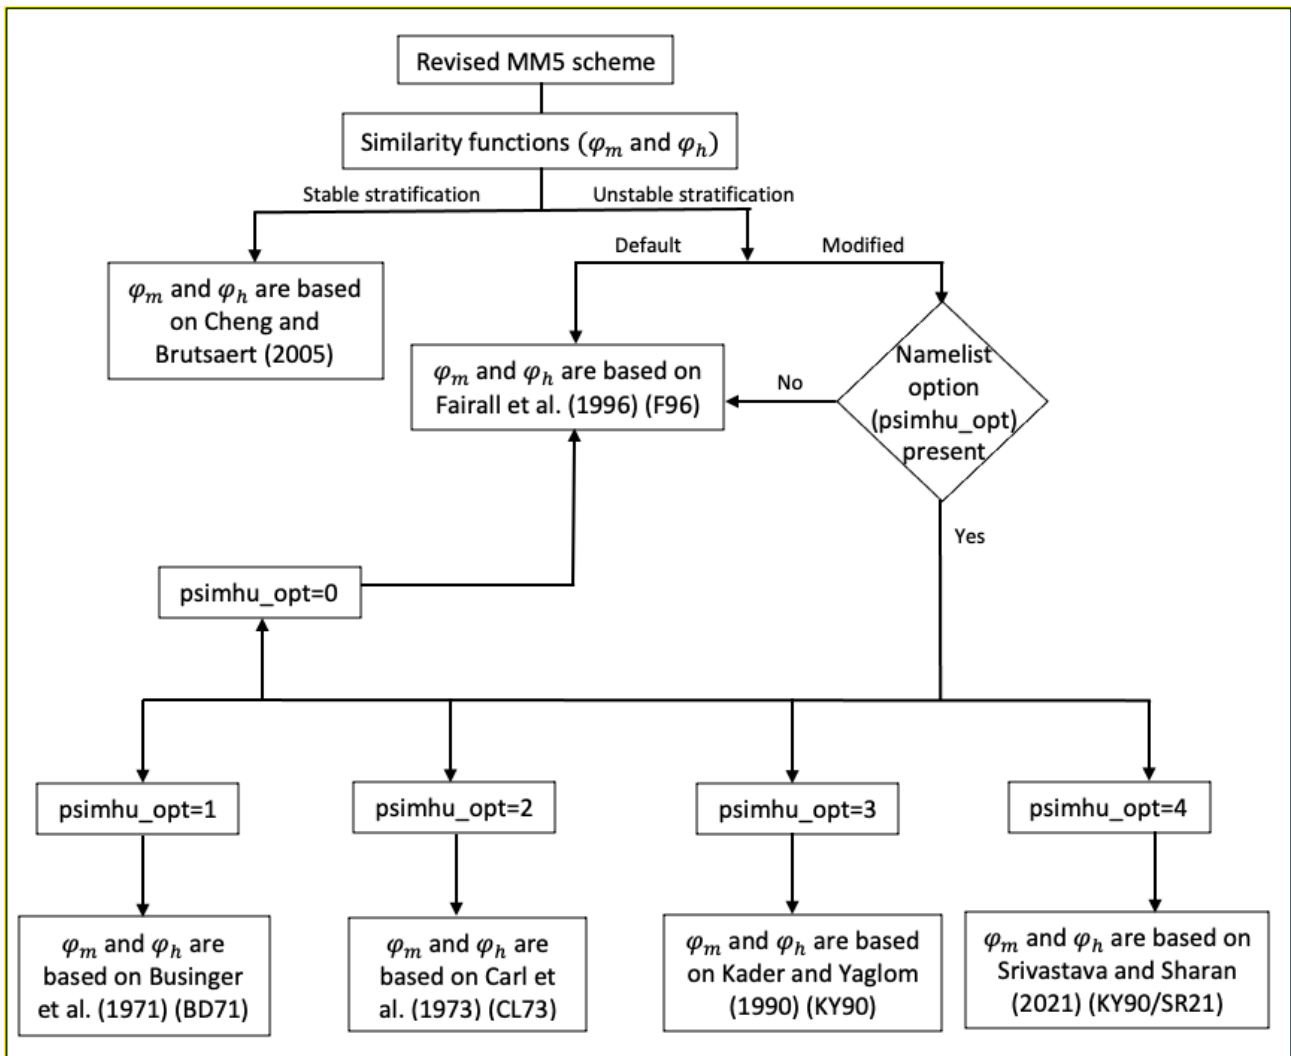 Revised MM5 scheme
Similarity functions (φₘ and φₕ)
Stable stratification
Unstable stratification
Default
Modified
φₘ and φₕ are based
on Cheng and
Brutsaert (2005)
φₘ and φₕ are based on
Fairall et al. (1996) (F96)
No
Namelist
option
(psimhu_opt)
present
Yes
psimhu_opt=0
psimhu_opt=1
psimhu_opt=2
psimhu_opt=3
psimhu_opt=4
φₘ and φₕ are
based on Businger
et al. (1971) (BD71)
φₘ and φₕ are
based on Carl et
al. (1973) (CL73)
φₘ and φₕ are based
on Kader and Yaglom
(1990) (KY90)
φₘ and φₕ are based on
Srivastava and Sharan
(2021) (KY90/SR21)